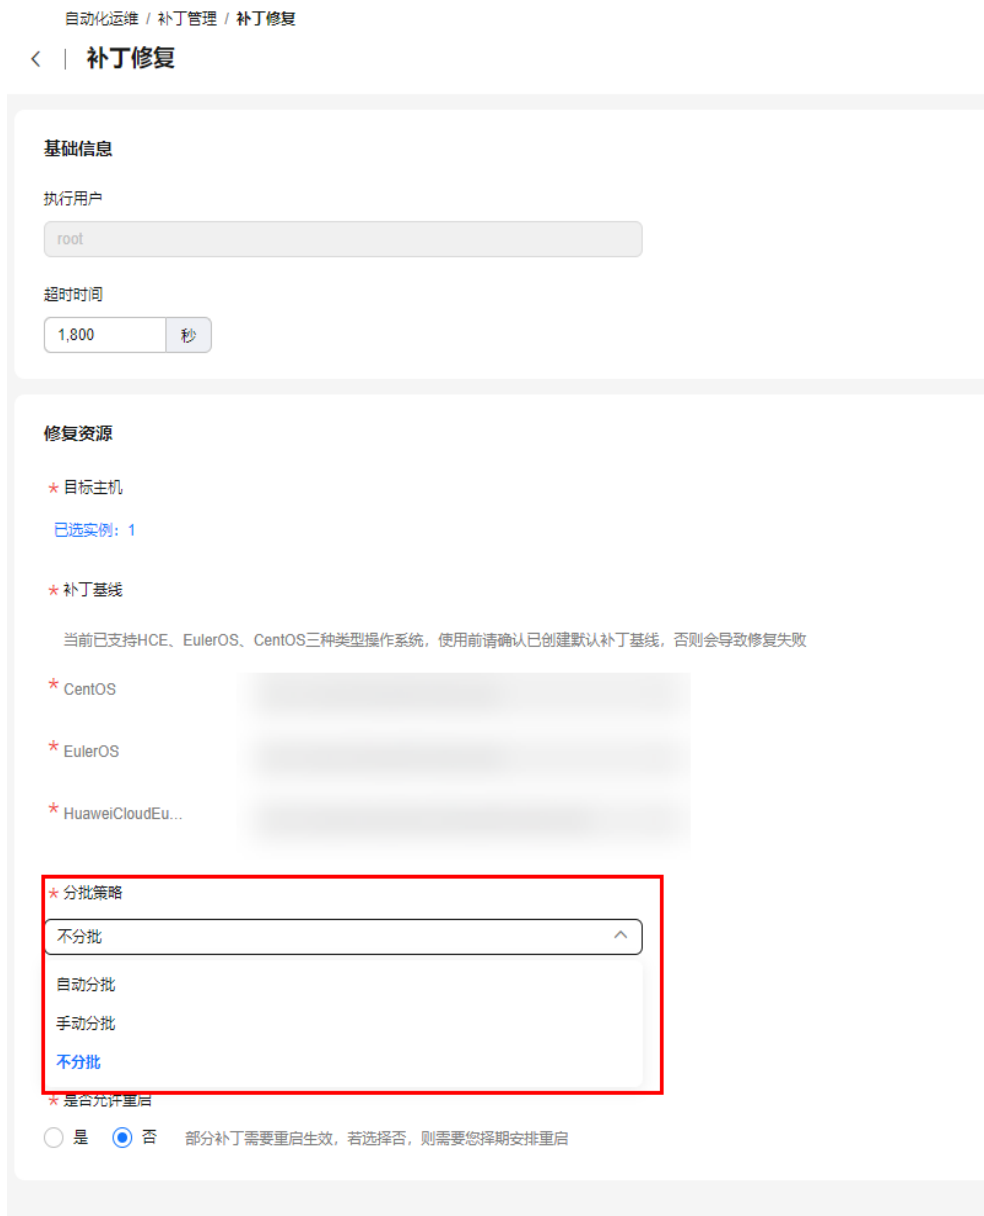 自动化运维 / 补丁管理 / 补丁修复
补丁修复
基础信息
执行用户
root
超时时间
1,800 秒
修复资源
* 目标主机
已选实例：1
* 补丁基线
当前已支持HCE、EulerOS、CentOS三种类型操作系统，使用前请确认已创建默认补丁基线，否则会导致修复失败
* CentOS
* EulerOS
* HuaweiCloudEu...
* 分批策略
不分批
自动分批
手动分批
不分批
* 是否允许重启
是 否 部分补丁需要重启生效，若选择否，则需要您择期安排重启